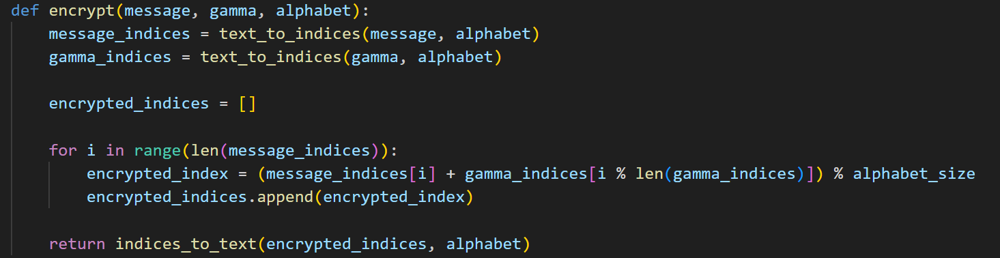 def encrypt(message, gamma, alphabet):
    message_indices = text_to_indices(message, alphabet)
    gamma_indices = text_to_indices(gamma, alphabet)

    encrypted_indices = []

    for i in range(len(message_indices)):
        encrypted_index = (message_indices[i] + gamma_indices[i % len(gamma_indices)]) % alphabet_size
        encrypted_indices.append(encrypted_index)

    return indices_to_text(encrypted_indices, alphabet)